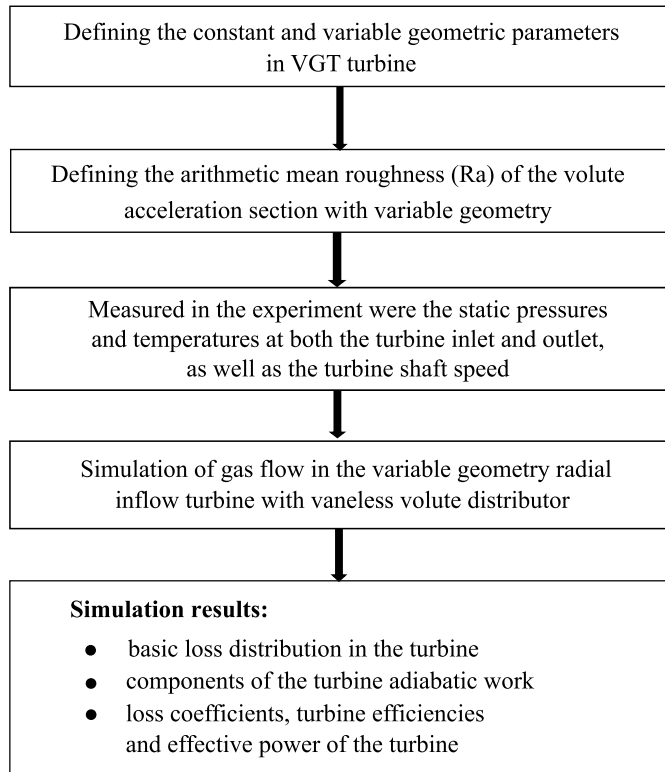 Defining the constant and variable geometric parameters
in VGT turbine
Defining the arithmetic mean roughness (Ra) of the volute
acceleration section with variable geometry
Measured in the experiment were the static pressures
and temperatures at both the turbine inlet and outlet,
as well as the turbine shaft speed
Simulation of gas flow in the variable geometry radial
inflow turbine with vaneless volute distributor
Simulation results:
● basic loss distribution in the turbine
● components of the turbine adiabatic work
● loss coefficients, turbine efficiencies
and effective power of the turbine